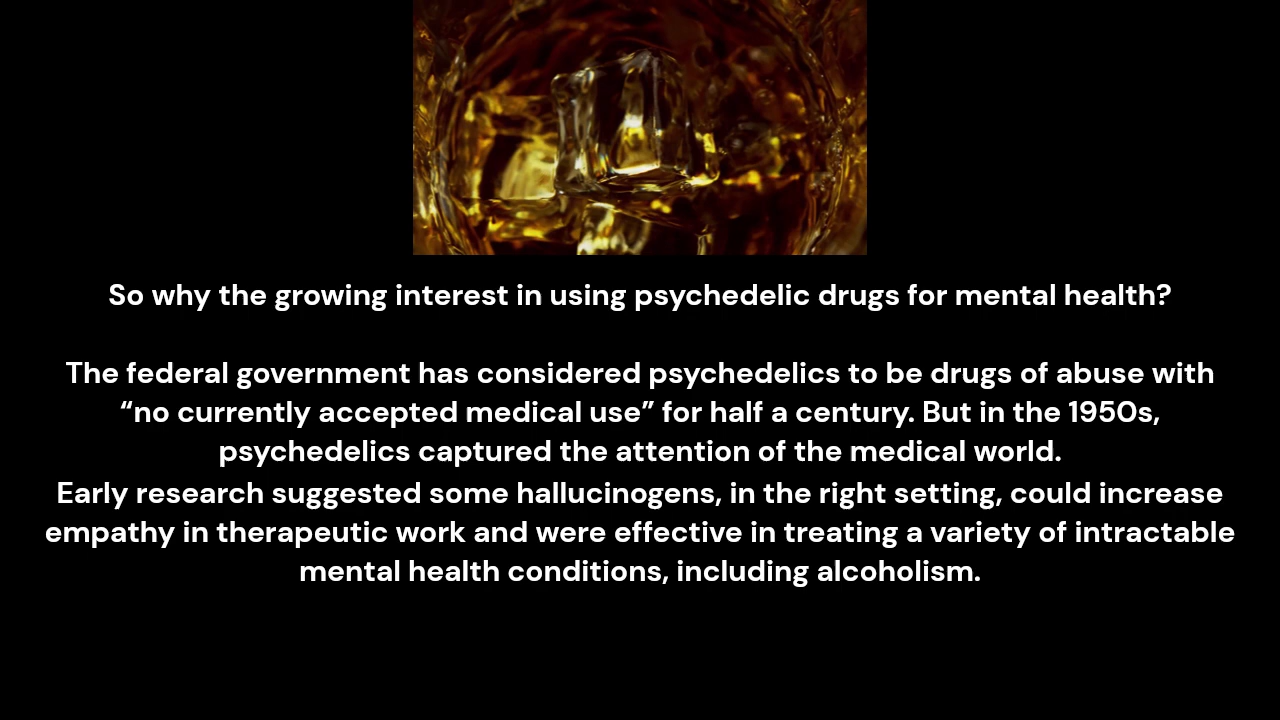 So why the growing interest in using psychedelic drugs for mental health?
The federal government has considered psychedelics to be drugs of abuse with
“no currently accepted medical use” for half a century. But in the 1950s,
psychedelics captured the attention of the medical world.
Early research suggested some hallucinogens, in the right setting, could increase
empathy in therapeutic work and were effective in treating a variety of intractable
mental health conditions, including alcoholism.